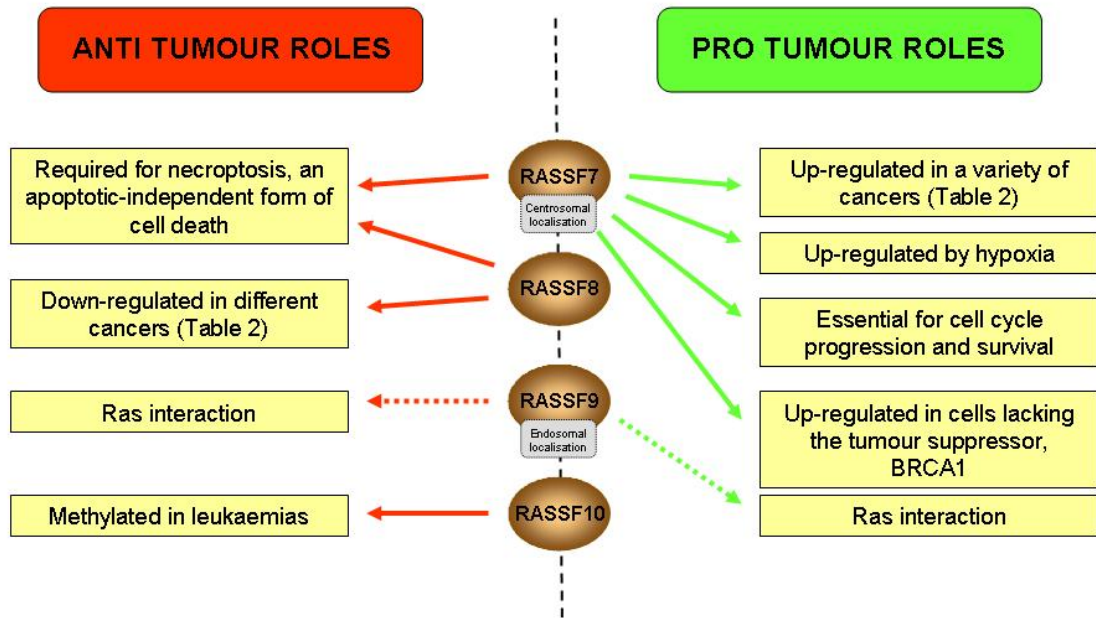 ANTI TUMOUR ROLES
PRO TUMOUR ROLES
Required for necroptosis, an
apoptotic-independent form of
cell death
Down-regulated in different
cancers (Table 2)
Ras interaction
Methylated in leukaemias
RASSF7
Centrosomal
localisation
RASSF8
RASSF9
Endosomal
localisation
RASSF10
Up-regulated in a variety of
cancers (Table 2)
Up-regulated by hypoxia
Essential for cell cycle
progression and survival
Up-regulated in cells lacking
the tumour suppressor,
BRCA1
Ras interaction